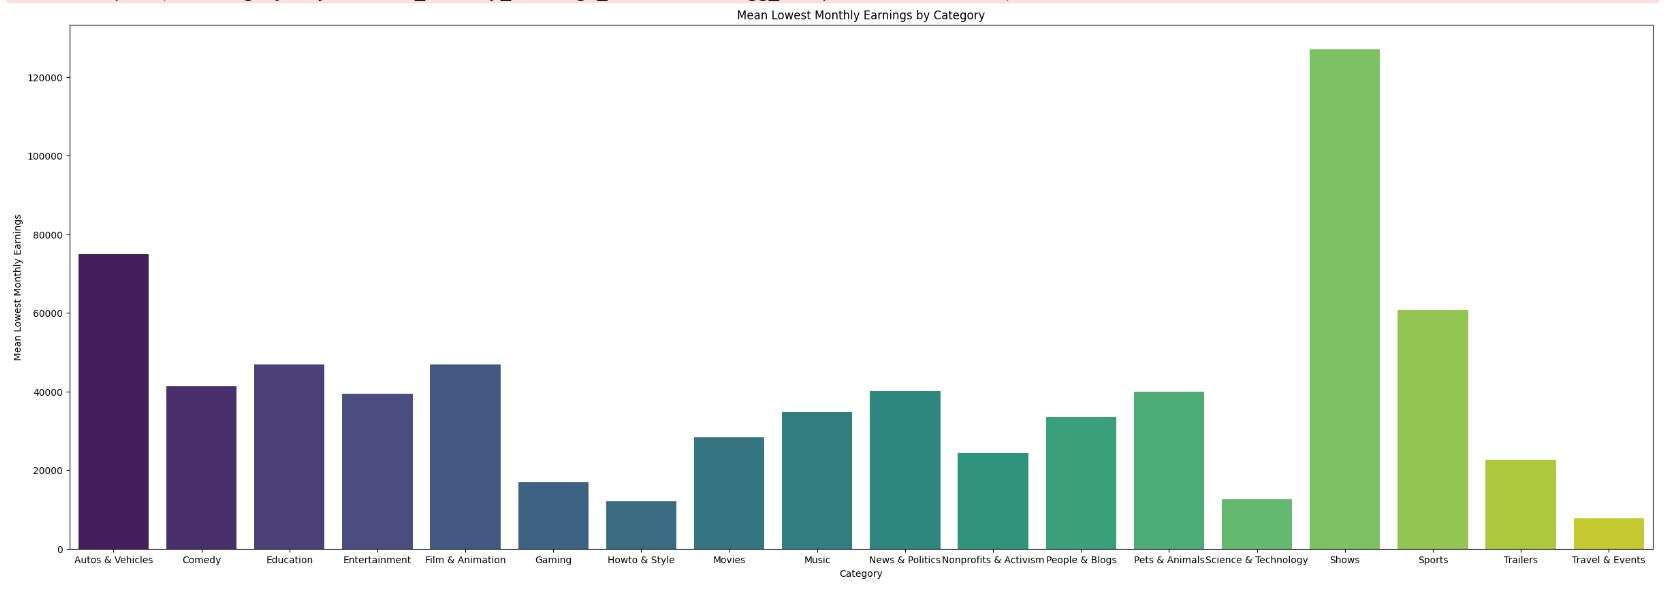 Mean Lowest Monthly Earnings by Category
120000
100000
80000
60000
40000
20000
0
Mean Lowest Monthly Earnings
Autos & Vehicles Comedy Education Entertainment Film & Animation Gaming Howto & Style Movies Music News & Politics Nonprofits & Activism People & Blogs Pets & Animals Science & Technology Shows Sports Trailers Travel & Events
Category